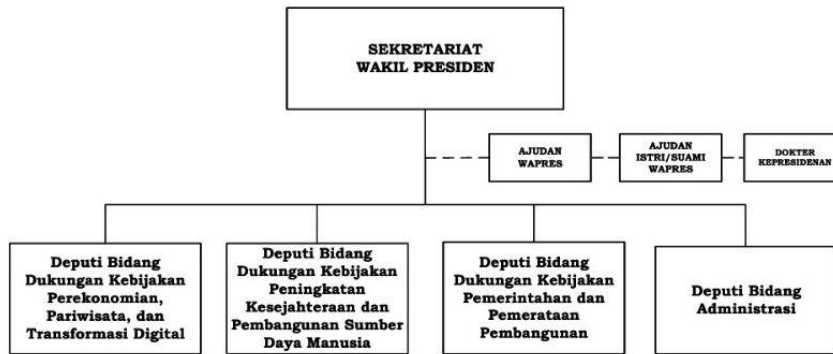 SEKRETARIAT
WAKIL PRESIDEN
AJUDAN
WAPRES
AJUDAN
ISTRI/SUAMI
WAPRES
DOKTER
KEPRESIDENAN
Deputi Bidang
Dukungan Kebijakan
Perekonomian,
Pariwisata, dan
Transformasi Digital
Deputi Bidang
Dukungan Kebijakan
Peningkatan
Kesejahteraan dan
Pembangunan Sumber
Daya Manusia
Deputi Bidang
Dukungan Kebijakan
Pemerintahan dan
Pemerataan
Pembangunan
Deputi Bidang
Administrasi